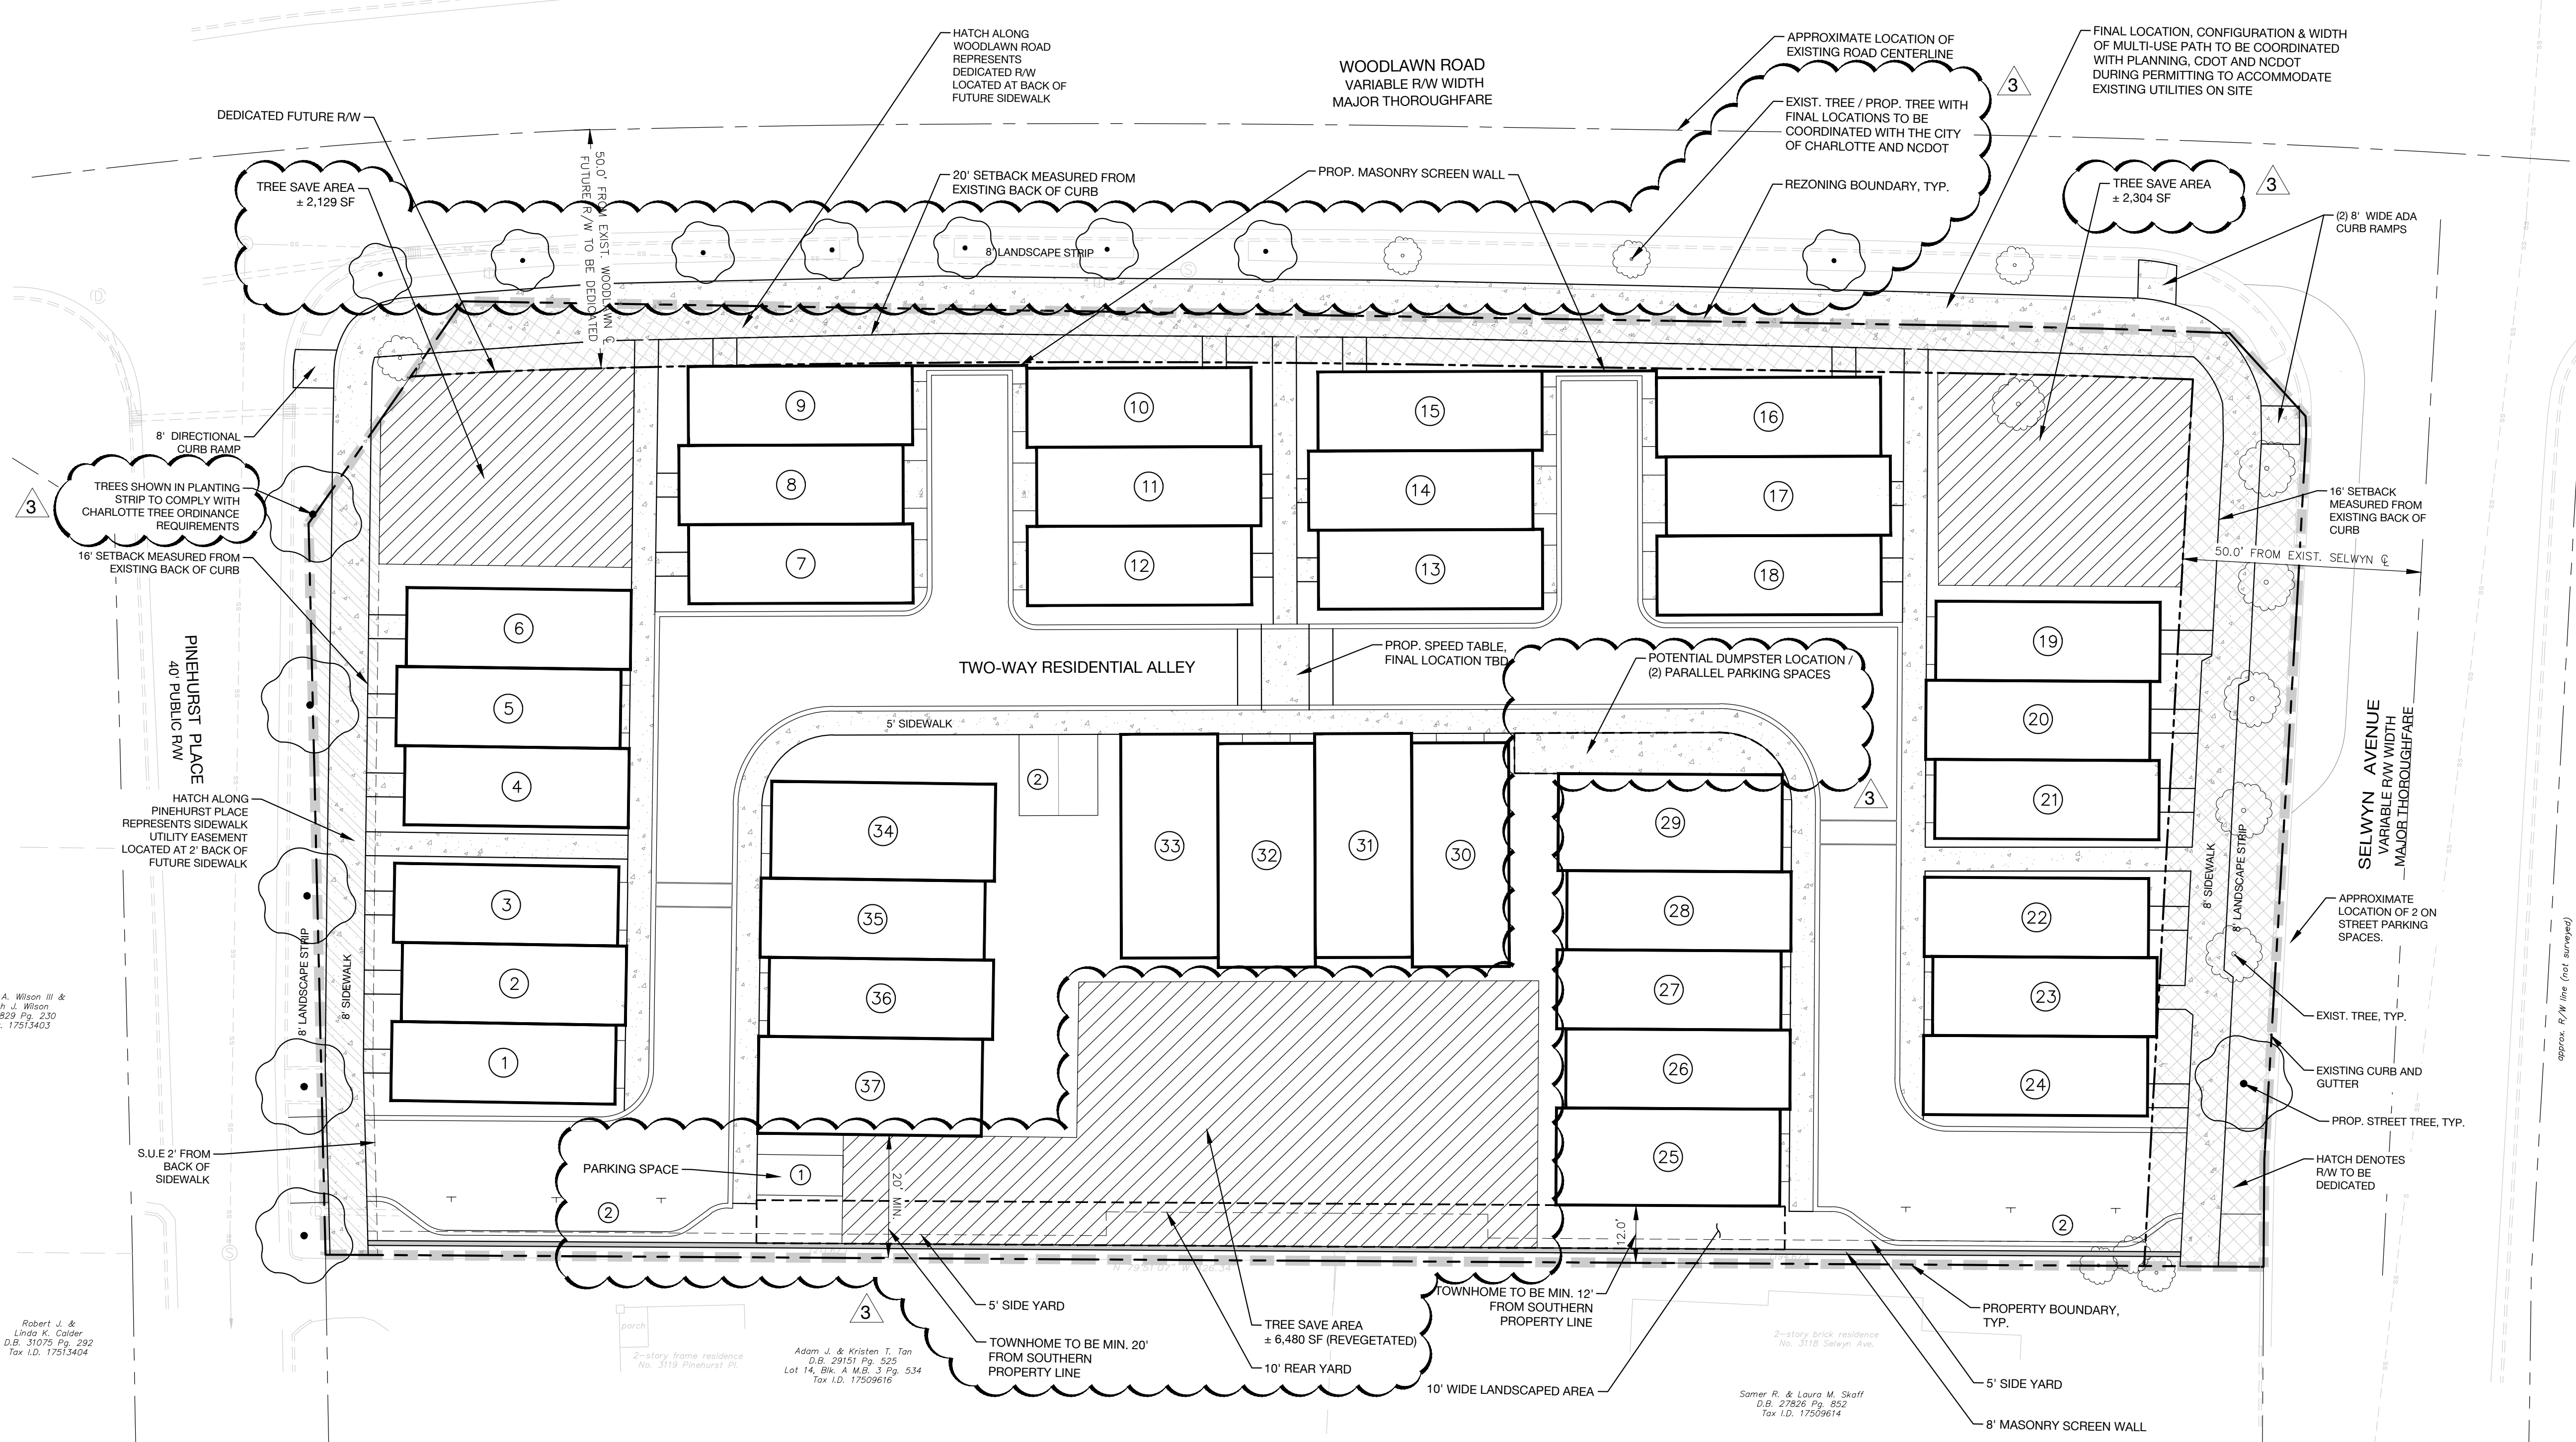 HATCH ALONG
WOODLAWN ROAD
REPRESENTS
DEDICATED R/W
LOCATED AT BACK OF
FUTURE SIDEWALK
WOODLAWN ROAD
VARIABLE R/W WIDTH
MAJOR THOROUGHFARE
APPROXIMATE LOCATION OF
EXISTING ROAD CENTERLINE
FINAL LOCATION, CONFIGURATION & WIDTH
OF MULTI-USE PATH TO BE COORDINATED
WITH PLANNING, CDOT AND NCDOT
DURING PERMITTING TO ACCOMMODATE
EXISTING UTILITIES ON SITE
3
EXIST. TREE / PROP. TREE WITH
FINAL LOCATIONS TO BE
COORDINATED WITH THE CITY
OF CHARLOTTE AND NCDOT
DEDICATED FUTURE R/W
50.0' FROM EXIST. WOODLAWN ℄
FUTURE R/W TO BE DEDICATED
20' SETBACK MEASURED FROM
EXISTING BACK OF CURB
PROP. MASONRY SCREEN WALL
REZONING BOUNDARY, TYP.
TREE SAVE AREA
± 2,304 SF
3
TREE SAVE AREA
± 2,129 SF
(2) 8' WIDE ADA
CURB RAMPS
8' LANDSCAPE STRIP
S
D
9
10
15
16
8
11
14
17
7
12
13
18
8' DIRECTIONAL
CURB RAMP
3
TREES SHOWN IN PLANTING
STRIP TO COMPLY WITH
CHARLOTTE TREE ORDINANCE
REQUIREMENTS
16' SETBACK MEASURED FROM
EXISTING BACK OF CURB
16' SETBACK
MEASURED FROM
EXISTING BACK OF
CURB
50.0' FROM EXIST. SELWYN ℄
6
5
4
3
2
1
19
20
21
22
23
24
PINEHURST PLACE
40' PUBLIC R/W
TWO-WAY RESIDENTIAL ALLEY
PROP. SPEED TABLE,
FINAL LOCATION TBD
POTENTIAL DUMPSTER LOCATION /
(2) PARALLEL PARKING SPACES
3
SELWYN AVENUE
VARIABLE R/W WIDTH
MAJOR THOROUGHFARE
5' SIDEWALK
2
34
35
36
37
33
32
31
30
29
28
27
26
25
HATCH ALONG
PINEHURST PLACE
REPRESENTS SIDEWALK
UTILITY EASEMENT
LOCATED AT 2' BACK OF
FUTURE SIDEWALK
8' LANDSCAPE STRIP
8' SIDEWALK
8' SIDEWALK
8' LANDSCAPE STRIP
APPROXIMATE
LOCATION OF 2 ON
STREET PARKING
SPACES.
approx. R/W line (not surveyed)
A. Wilson III &
h J. Wilson
829 Pg. 230
. 17513403
EXIST. TREE, TYP.
EXISTING CURB AND
GUTTER
PROP. STREET TREE, TYP.
HATCH DENOTES
R/W TO BE
DEDICATED
S.U.E 2' FROM
BACK OF
SIDEWALK
PARKING SPACE
1
2
20' MIN.
12.0'
2
S
3
5' SIDE YARD
TOWNHOME TO BE MIN. 20'
FROM SOUTHERN
PROPERTY LINE
TREE SAVE AREA
± 6,480 SF (REVEGETATED)
10' REAR YARD
TOWNHOME TO BE MIN. 12'
FROM SOUTHERN
PROPERTY LINE
10' WIDE LANDSCAPED AREA
PROPERTY BOUNDARY,
TYP.
5' SIDE YARD
8' MASONRY SCREEN WALL
porch
2-story frame residence
No. 3119 Pinehurst Pl.
2-story brick residence
No. 3118 Selwyn Ave.
Robert J. &
Linda K. Calder
D.B. 31075 Pg. 292
Tax I.D. 17513404
Adam J. & Kristen T. Tan
D.B. 29151 Pg. 525
Lot 14, Blk. A M.B. 3 Pg. 534
Tax I.D. 17509616
Samer R. & Laura M. Skaff
D.B. 27826 Pg. 852
Tax I.D. 17509614